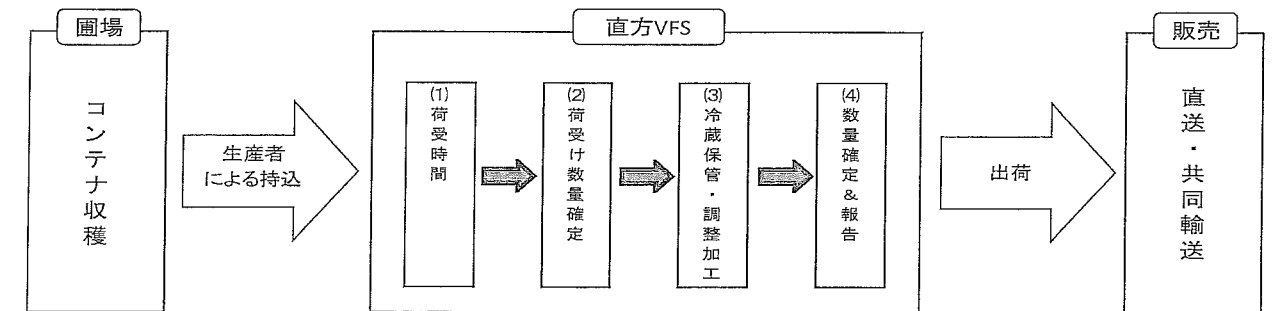 圃場
コンテナ収穫
生産者
による持込
直方VFS
(1)荷受時間
(2)荷受け数量確定
(3)冷蔵保管・調整加工
(4)数量確定&報告
出荷
販売
直送・共同輸送